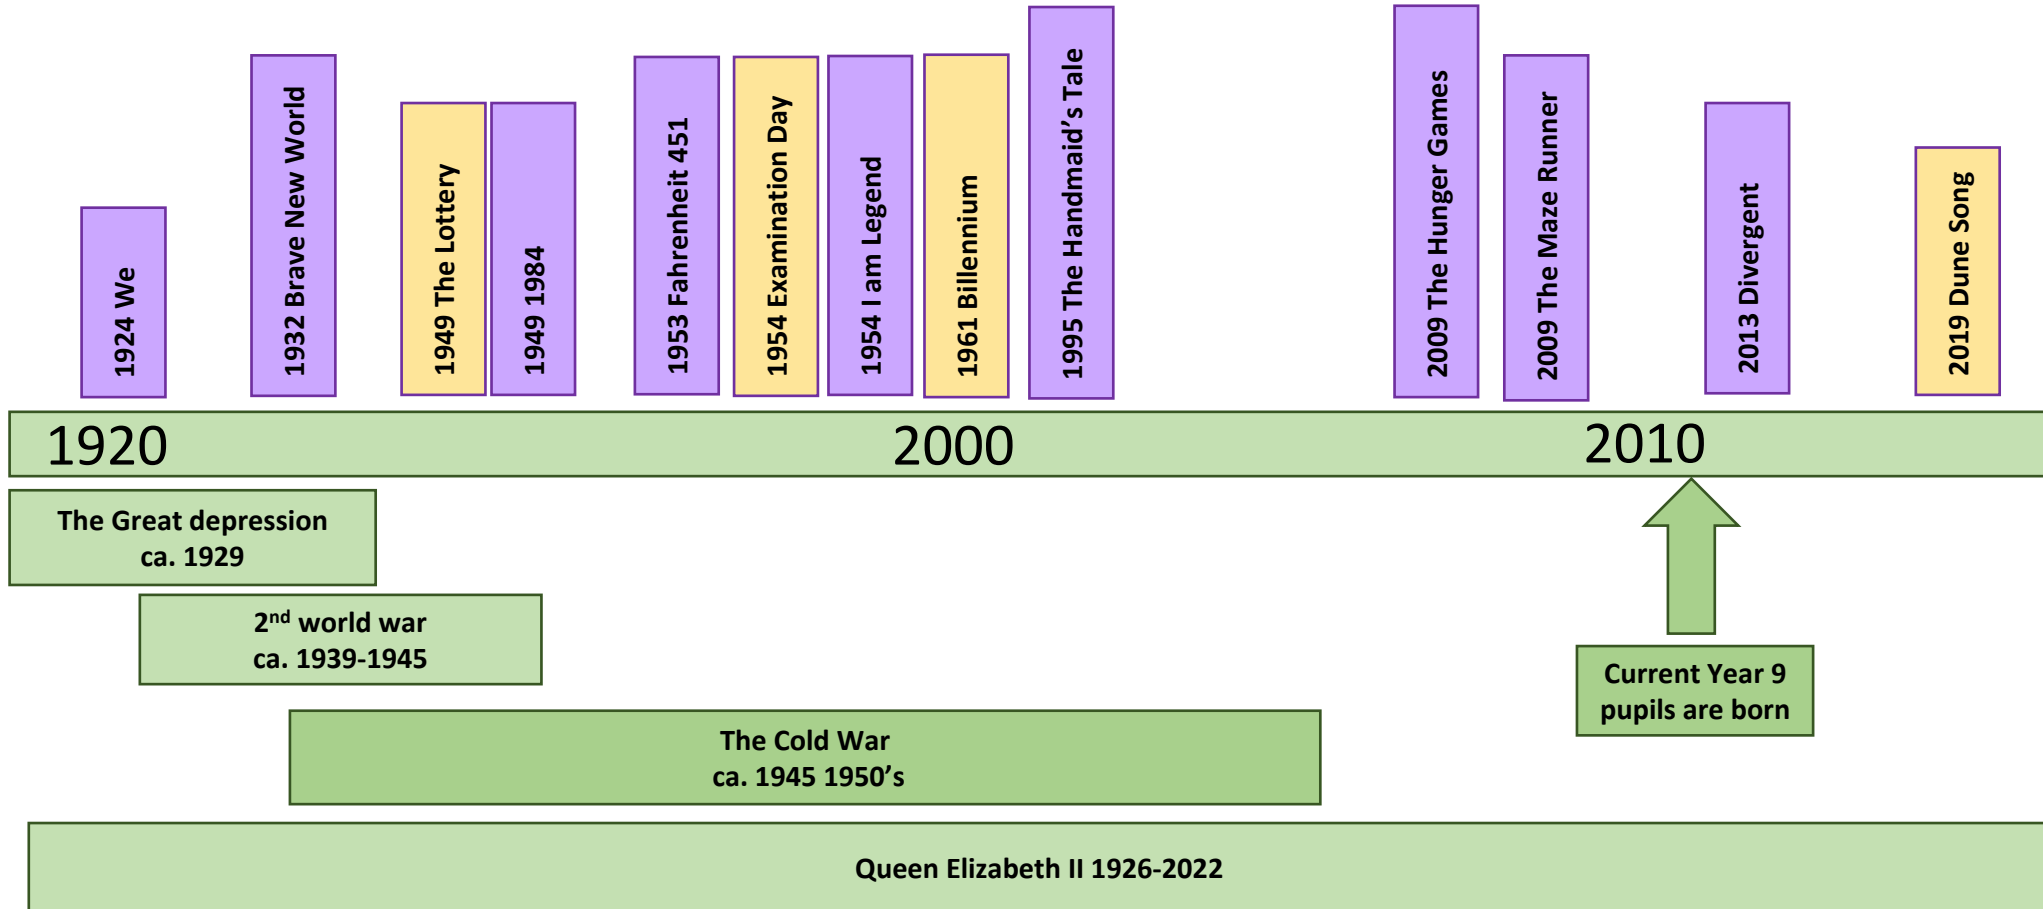 1924 We
1932 Brave New World
1949 The Lottery
1949 1984
1953 Fahrenheit 451
1954 Examination Day
1954 I am Legend
1961 Billennium
1995 The Handmaid’s Tale
2009 The Hunger Games
2009 The Maze Runner
2013 Divergent
2019 Dune Song
1920
2000
2010
The Great depression
ca. 1929
2nd world war
ca. 1939-1945
Current Year 9
pupils are born
The Cold War
ca. 1945 1950’s
Queen Elizabeth II 1926-2022